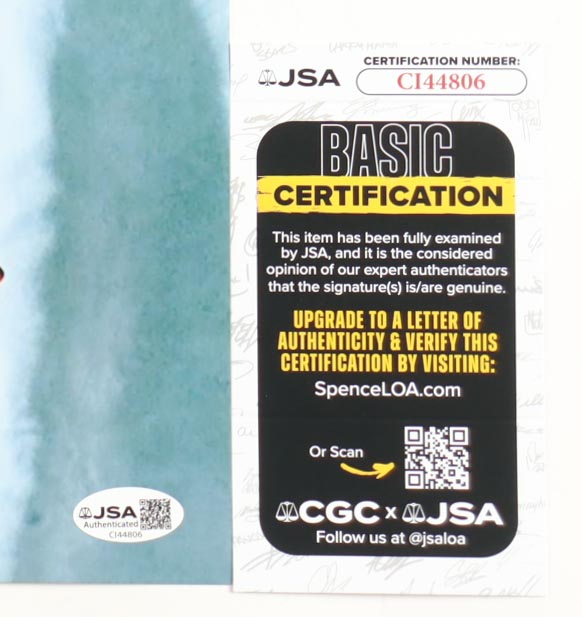 JSA
CERTIFICATION NUMBER:
CI44806
BASIC
CERTIFICATION
This item has been fully examined
by JSA, and it is the considered
opinion of our expert authenticators
that the signature(s) is/are genuine.
UPGRADE TO A LETTER OF
AUTHENTICITY & VERIFY THIS
CERTIFICATION BY VISITING:
SpenceLOA.com
Or Scan
CGC x JSA
Follow us at @jsaloa
JSA
Authenticated
CI44806